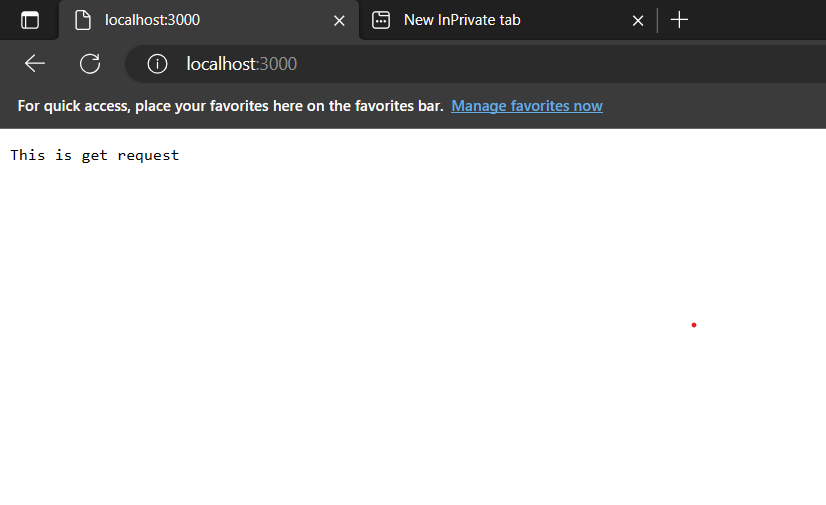 localhost:3000
New InPrivate tab
localhost:3000
For quick access, place your favorites here on the favorites bar. Manage favorites now
This is get request